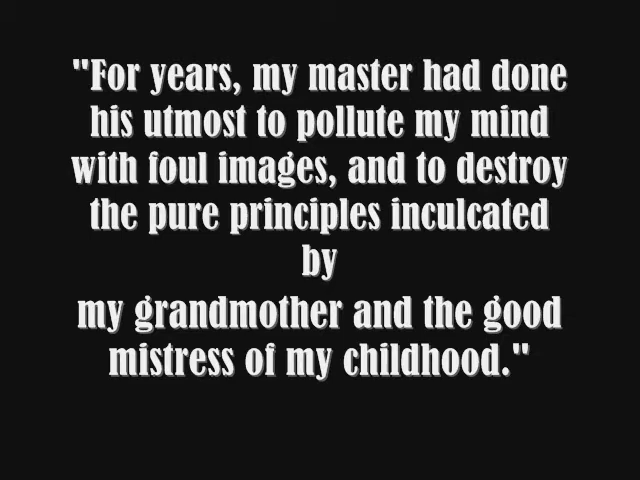 "For years, my master had done
his utmost to pollute my mind
with foul images, and to destroy
the pure principles inculcated
by
my grandmother and the good
mistress of my childhood."